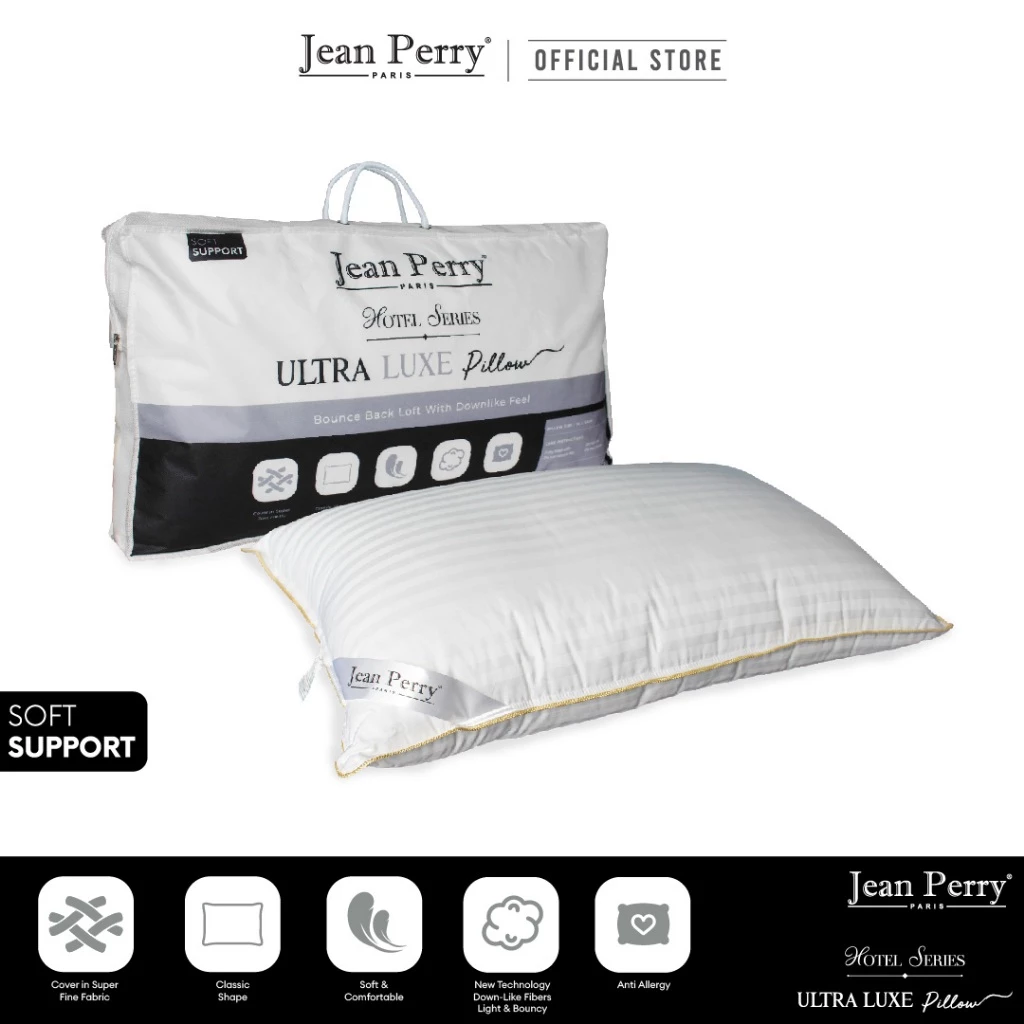 Jean Perry®
PARIS
OFFICIAL STORE
SOFT
SUPPORT
Jean Perry®
PARIS
HOTEL SERIES
ULTRA LUXE Pillow
Bounce Back Loft With Downlike Feel
Jean Perry®
PARIS
SOFT
SUPPORT
Cover in Super
Fine Fabric
Classic
Shape
Soft &
Comfortable
New Technology
Down-Like Fibers
Light & Bouncy
Anti Allergy
Jean Perry®
PARIS
HOTEL SERIES
ULTRA LUXE Pillow